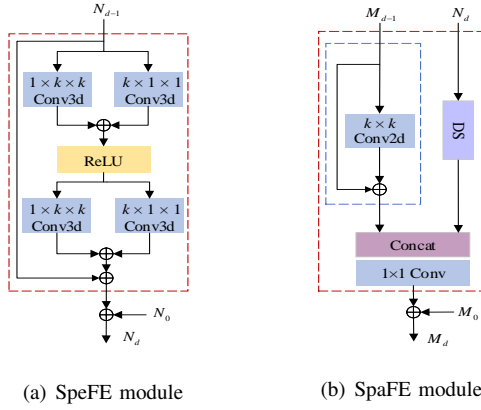 N_{d-1} M_{d-1} N_d
1 × k × k k × 1 × 1
Conv3d Conv3d
k × k
Conv2d
DS
ReLU
1 × k × k k × 1 × 1
Conv3d Conv3d
Concat
1×1 Conv
N_0 M_0
N_d M_d
(a) SpeFE module (b) SpaFE module